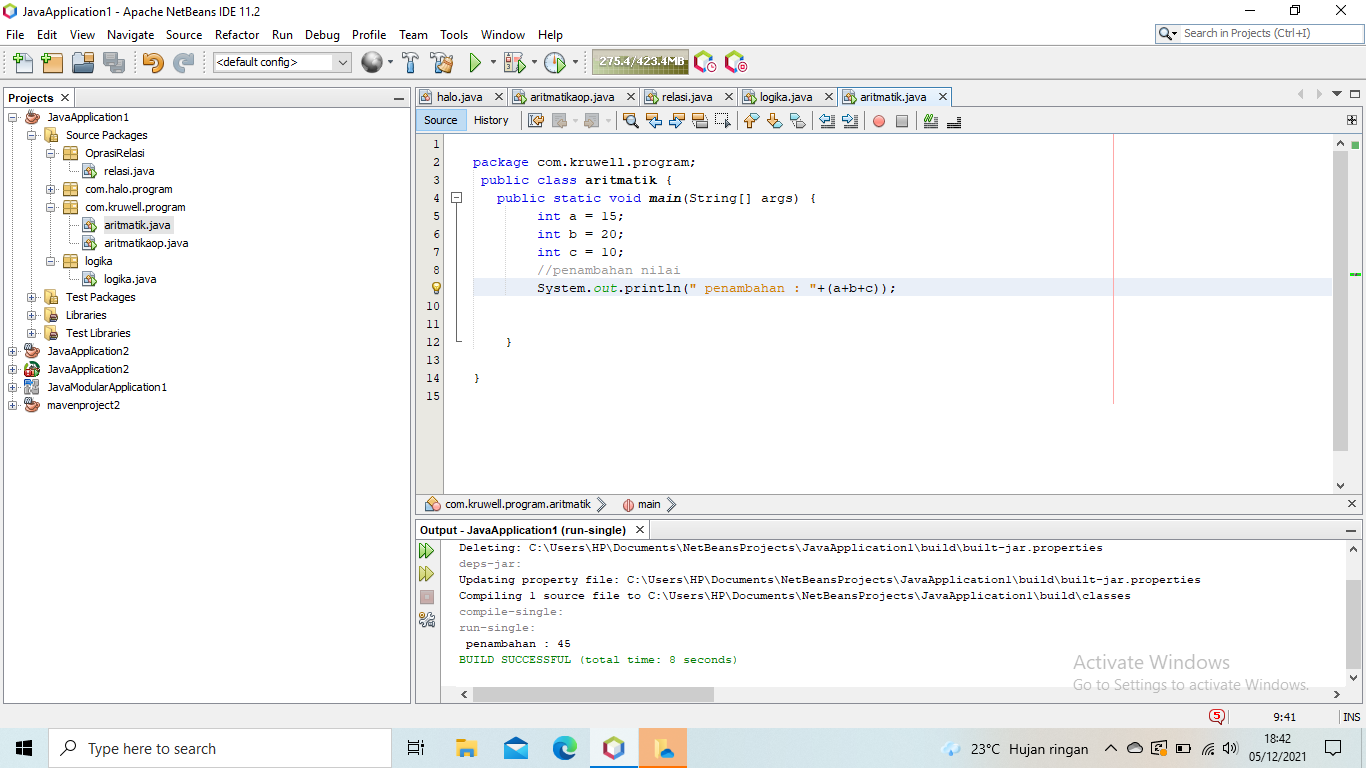 JavaApplication1 - Apache NetBeans IDE 11.2
File Edit View Navigate Source Refactor Run Debug Profile Team Tools Window Help
Search in Projects (Ctrl+I)
<default config>
275.4/423.4MB
Projects
JavaApplication1
Source Packages
OprasiRelasi
relasi.java
com.halo.program
com.kruwell.program
aritmatik.java
aritmatikaop.java
logika
logika.java
Test Packages
Libraries
Test Libraries
JavaApplication2
JavaApplication2
JavaModularApplication1
mavenproject2
halo.java aritmatikaop.java relasi.java logika.java aritmatik.java
Source History
1
2 package com.kruwell.program;
3 public class aritmatik {
4 public static void main(String[] args) {
5 int a = 15;
6 int b = 20;
7 int c = 10;
8 //penambahan nilai
System.out.println(" penambahan : "+(a+b+c));
10
11
12 }
13
14 }
15
com.kruwell.program.aritmatik main
Output - JavaApplication1 (run-single)
Deleting: C:\Users\HP\Documents\NetBeansProjects\JavaApplication1\build\built-jar.properties
deps-jar:
Updating property file: C:\Users\HP\Documents\NetBeansProjects\JavaApplication1\build\built-jar.properties
Compiling 1 source file to C:\Users\HP\Documents\NetBeansProjects\JavaApplication1\build\classes
compile-single:
run-single:
penambahan : 45
BUILD SUCCESSFUL (total time: 8 seconds)
Activate Windows
Go to Settings to activate Windows.
5 9:41 INS
Type here to search
23°C Hujan ringan
18:42
05/12/2021